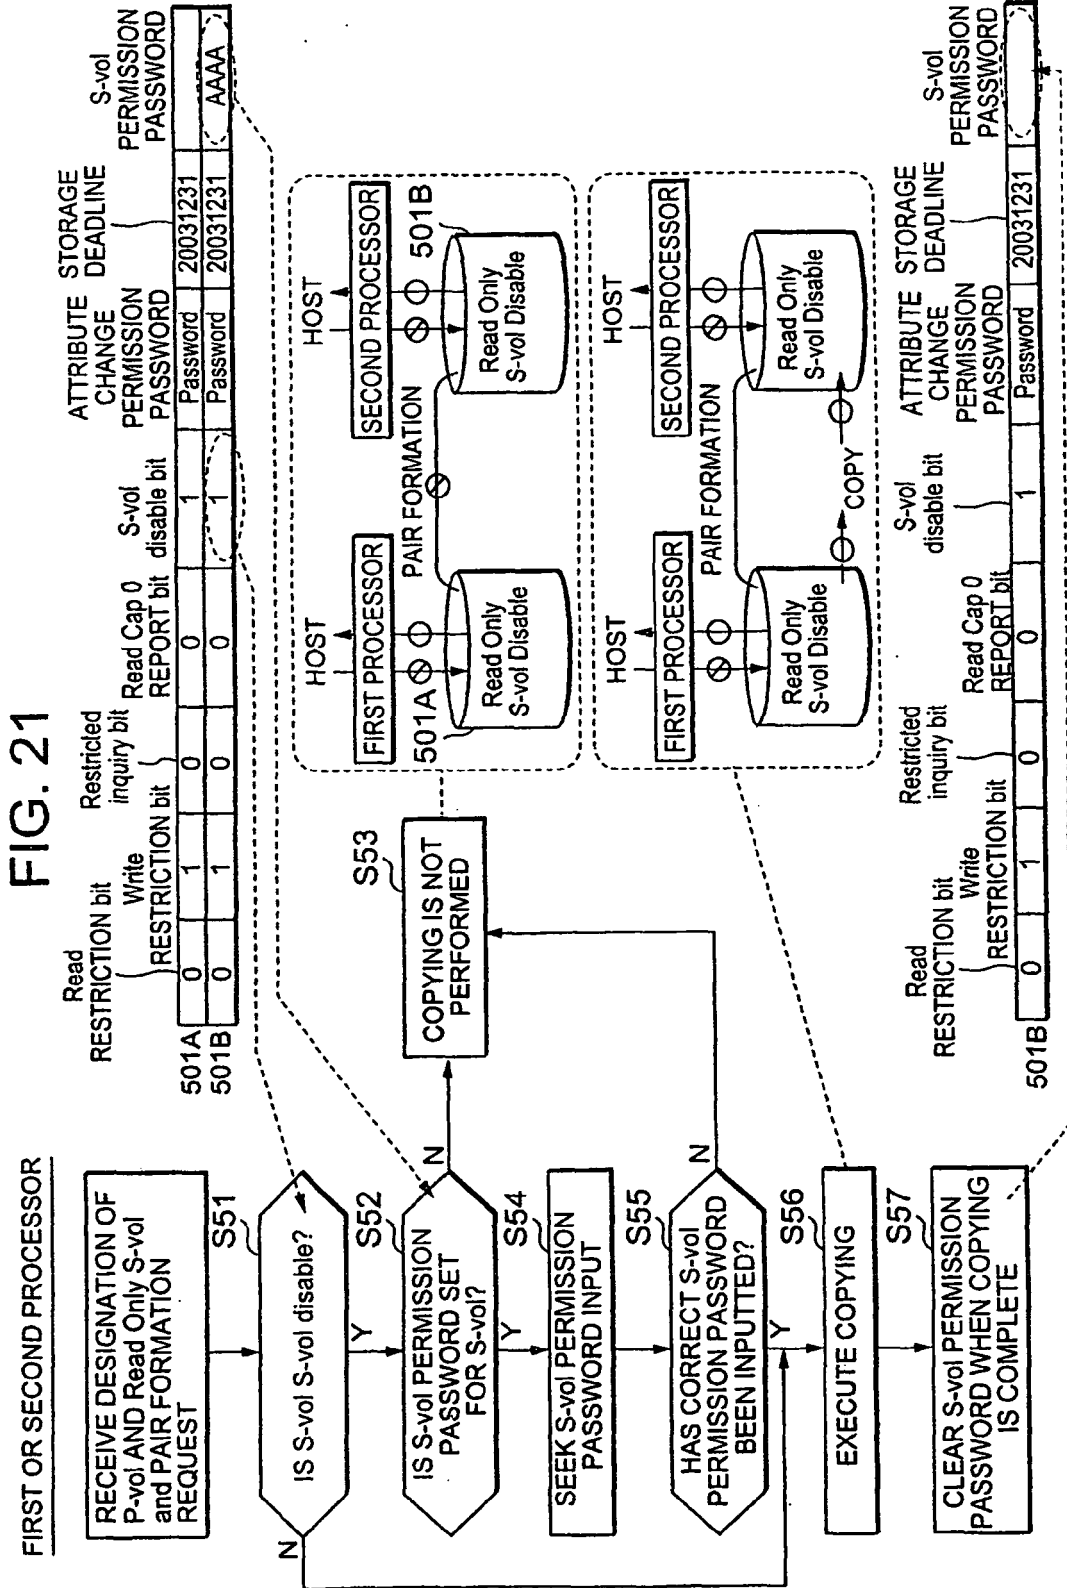 FIG. 21
FIRST OR SECOND PROCESSOR
RECEIVE DESIGNATION OF
P-vol AND Read Only S-vol
and PAIR FORMATION
REQUEST
S51
IS S-vol S-vol disable?
N
Y
S52
IS S-vol PERMISSION
PASSWORD SET
FOR S-vol?
N
Y
S53
COPYING IS NOT
PERFORMED
S54
SEEK S-vol PERMISSION
PASSWORD INPUT
S55
HAS CORRECT S-vol
PERMISSION PASSWORD
BEEN INPUTTED?
N
Y
S56
EXECUTE COPYING
S57
CLEAR S-vol PERMISSION
PASSWORD WHEN COPYING
IS COMPLETE
Read
RESTRICTION bit
Write
RESTRICTION bit
Restricted
inquiry bit
Read Cap 0
REPORT bit
S-vol
disable bit
ATTRIBUTE
CHANGE
PERMISSION
PASSWORD
STORAGE
DEADLINE
S-vol
PERMISSION
PASSWORD
501A 0 1 0 0 1 Password 20031231
501B 0 1 0 0 1 Password 20031231 AAAA
HOST
FIRST PROCESSOR
501A
Read Only
S-vol Disable
PAIR FORMATION
HOST
SECOND PROCESSOR
501B
Read Only
S-vol Disable
HOST
FIRST PROCESSOR
Read Only
S-vol Disable
PAIR FORMATION
COPY
HOST
SECOND PROCESSOR
Read Only
S-vol Disable
Read
RESTRICTION bit
Write
RESTRICTION bit
Restricted
inquiry bit
Read Cap 0
REPORT bit
S-vol
disable bit
ATTRIBUTE
CHANGE
PERMISSION
PASSWORD
STORAGE
DEADLINE
S-vol
PERMISSION
PASSWORD
501B 0 1 0 0 1 Password 20031231